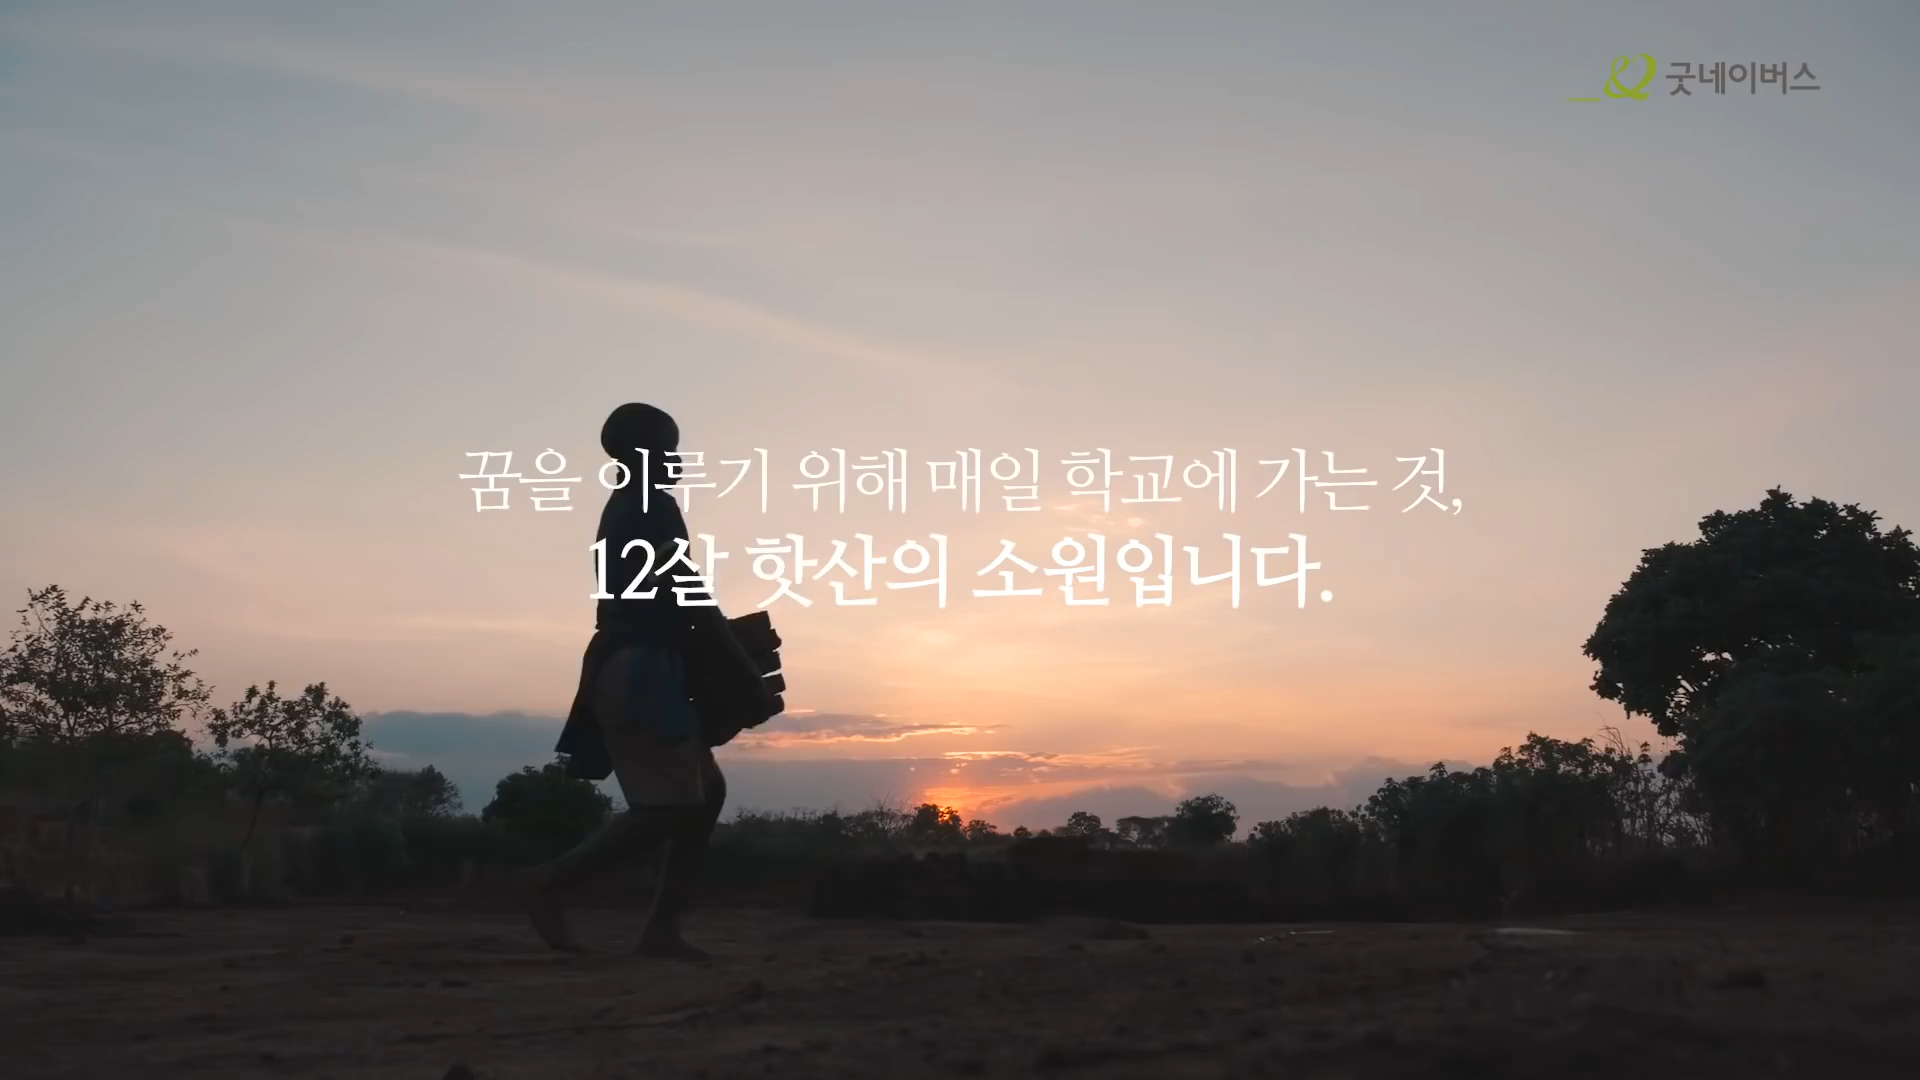 굿네이버스
꿈을 이루기 위해 매일 학교에 가는 것,
12살 핫산의 소원입니다.